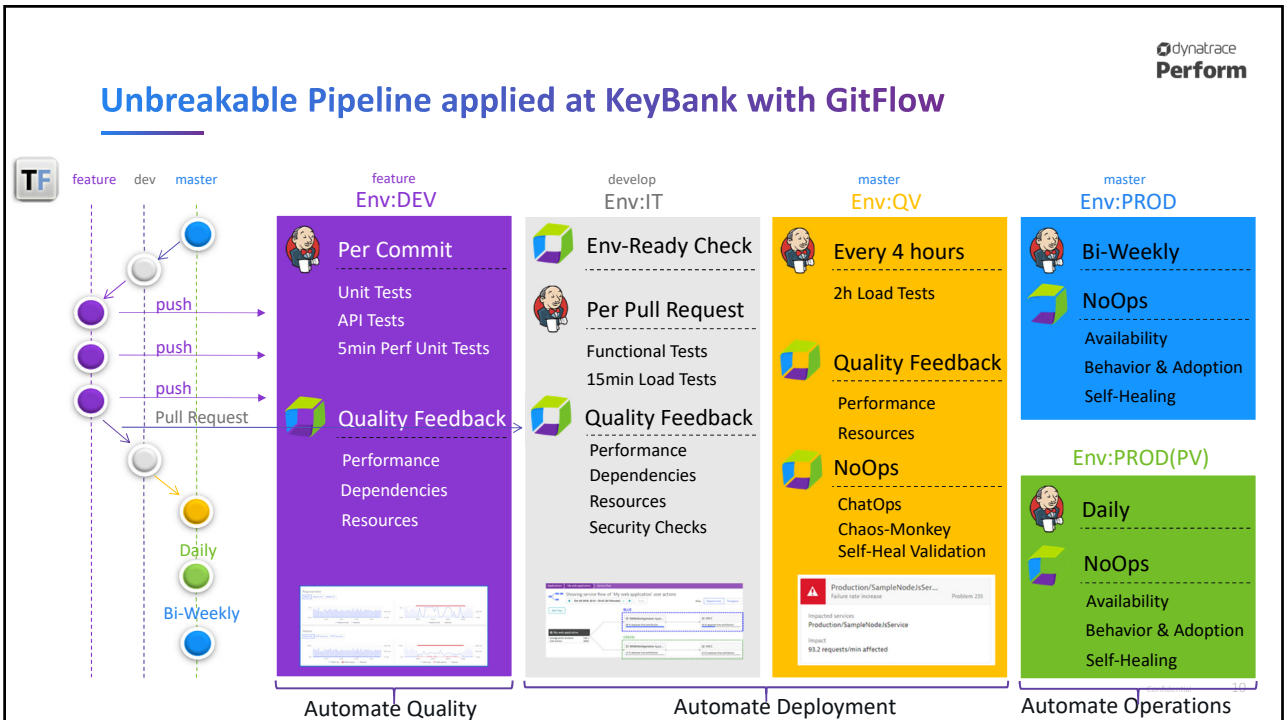 dynatrace
Perform
Unbreakable Pipeline applied at KeyBank with GitFlow
TF
feature dev master
push
push
push
Pull Request
Daily
Bi-Weekly
feature
Env:DEV
Per Commit
Unit Tests
API Tests
5min Perf Unit Tests
Quality Feedback
Performance
Dependencies
Resources
develop
Env:IT
Env-Ready Check
Per Pull Request
Functional Tests
15min Load Tests
Quality Feedback
Performance
Dependencies
Resources
Security Checks
master
Env:QV
Every 4 hours
2h Load Tests
Quality Feedback
Performance
Resources
NoOps
ChatOps
Chaos-Monkey
Self-Heal Validation
Production/SampleNodeJsSer...
Failure rate increase
Problem 235
Impacted services
Production/SampleNodeJsService
Impact
93.2 requests/min affected
master
Env:PROD
Bi-Weekly
NoOps
Availability
Behavior & Adoption
Self-Healing
Env:PROD(PV)
Daily
NoOps
Availability
Behavior & Adoption
Self-Healing
Automate Quality
Automate Deployment
Automate Operations
Confidential
10